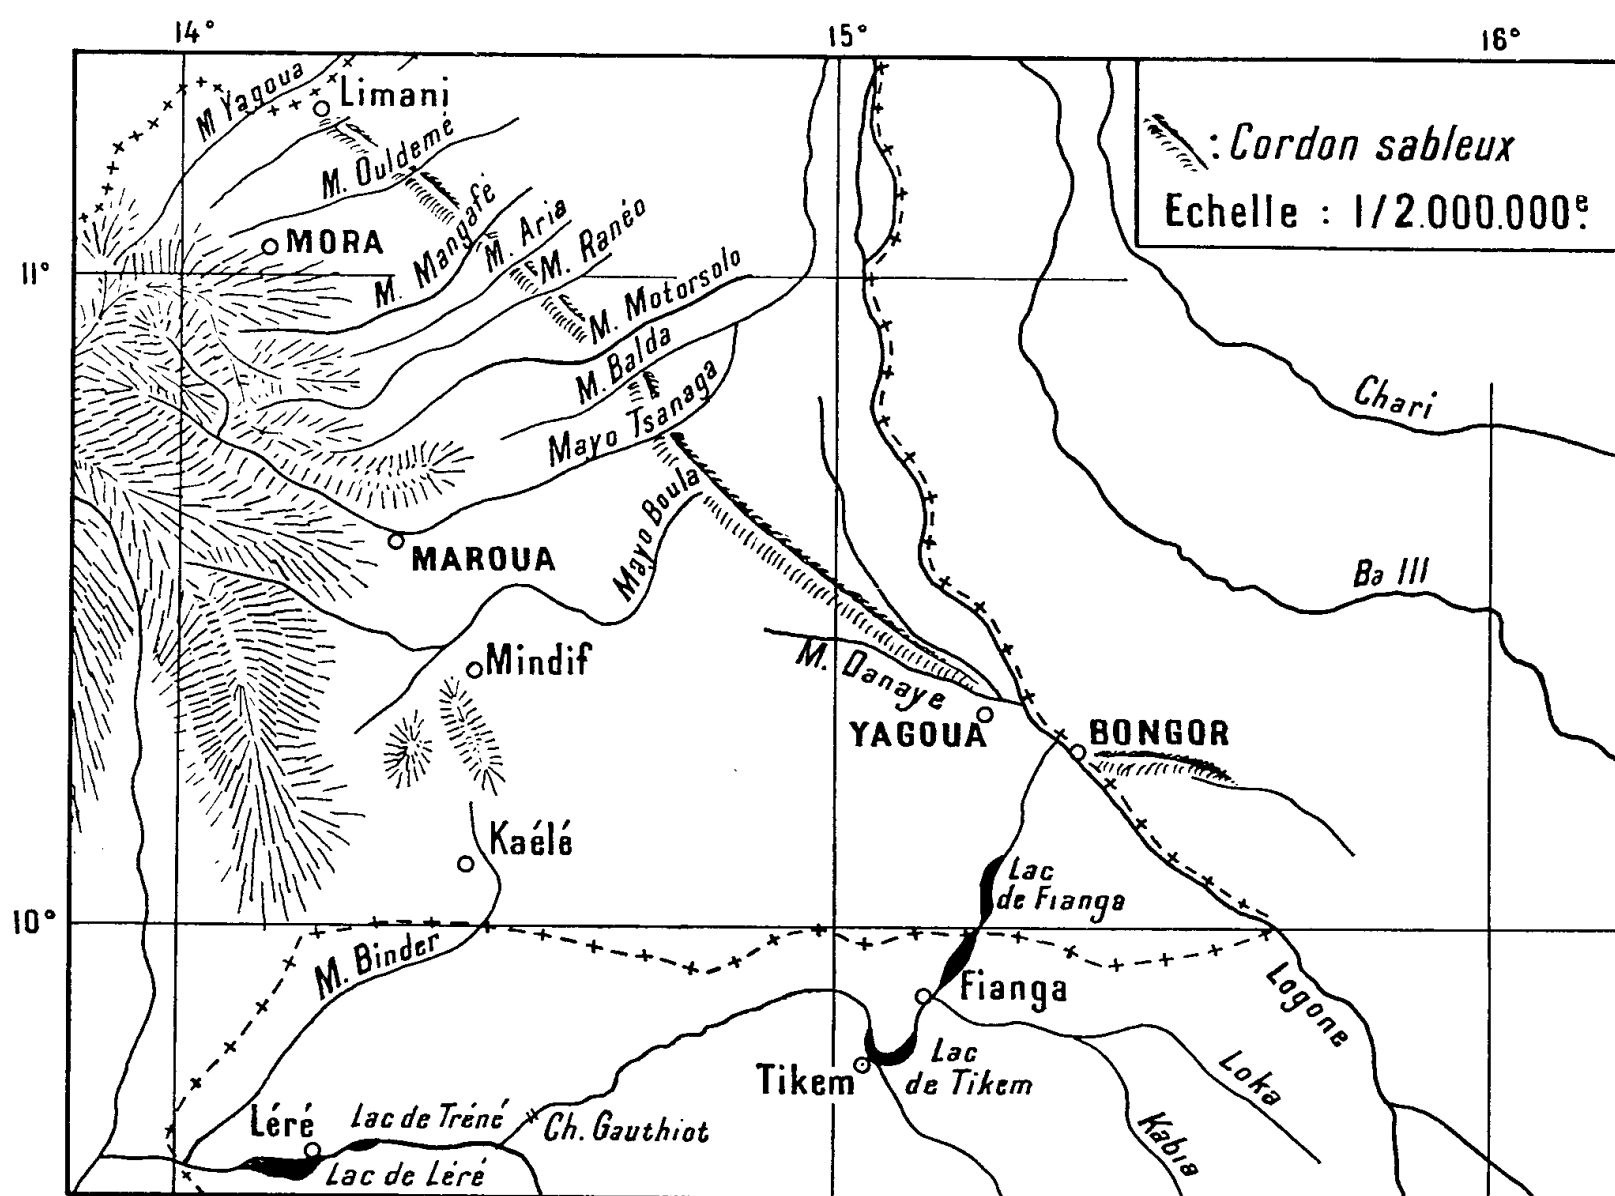 14°
15°
16°
M Yagoua
Limani
M. Ouldemé
: Cordon sableux
Echelle : 1/2.000.000e.
MORA
M. Mangafé
M. Aria
M. Ranéo
11°
M. Motorsolo
M. Balda
Mayo Tsanaga
Chari
Mayo Boula
MAROUA
Ba III
Mindif
M. Danaye
YAGOUA
BONGOR
Kaélé
Lac
de Fianga
10°
M. Binder
Fianga
Logone
Lac
de Tikem
Tikem
Loka
Léré
Lac de Tréné
Ch. Gauthiot
Kabia
Lac de Léré